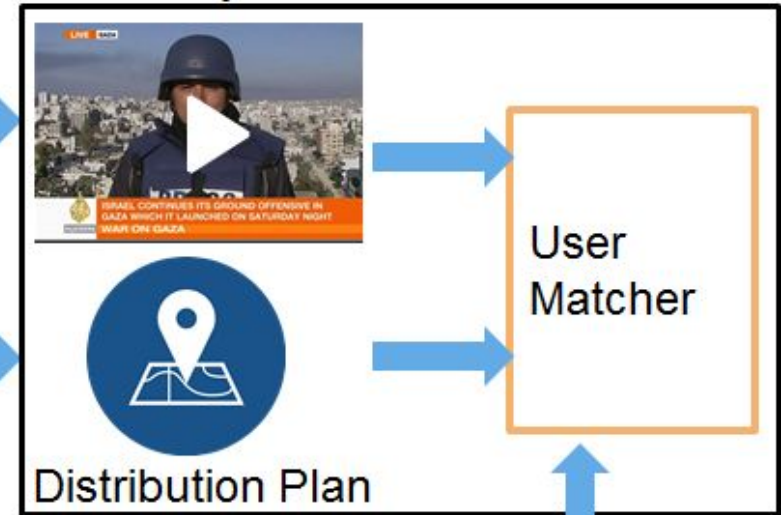 LIVE GAZA
ISRAEL CONTINUES ITS GROUND OFFENSIVE IN
GAZA WHICH IT LAUNCHED ON SATURDAY NIGHT
WAR ON GAZA
User
Matcher
Distribution Plan